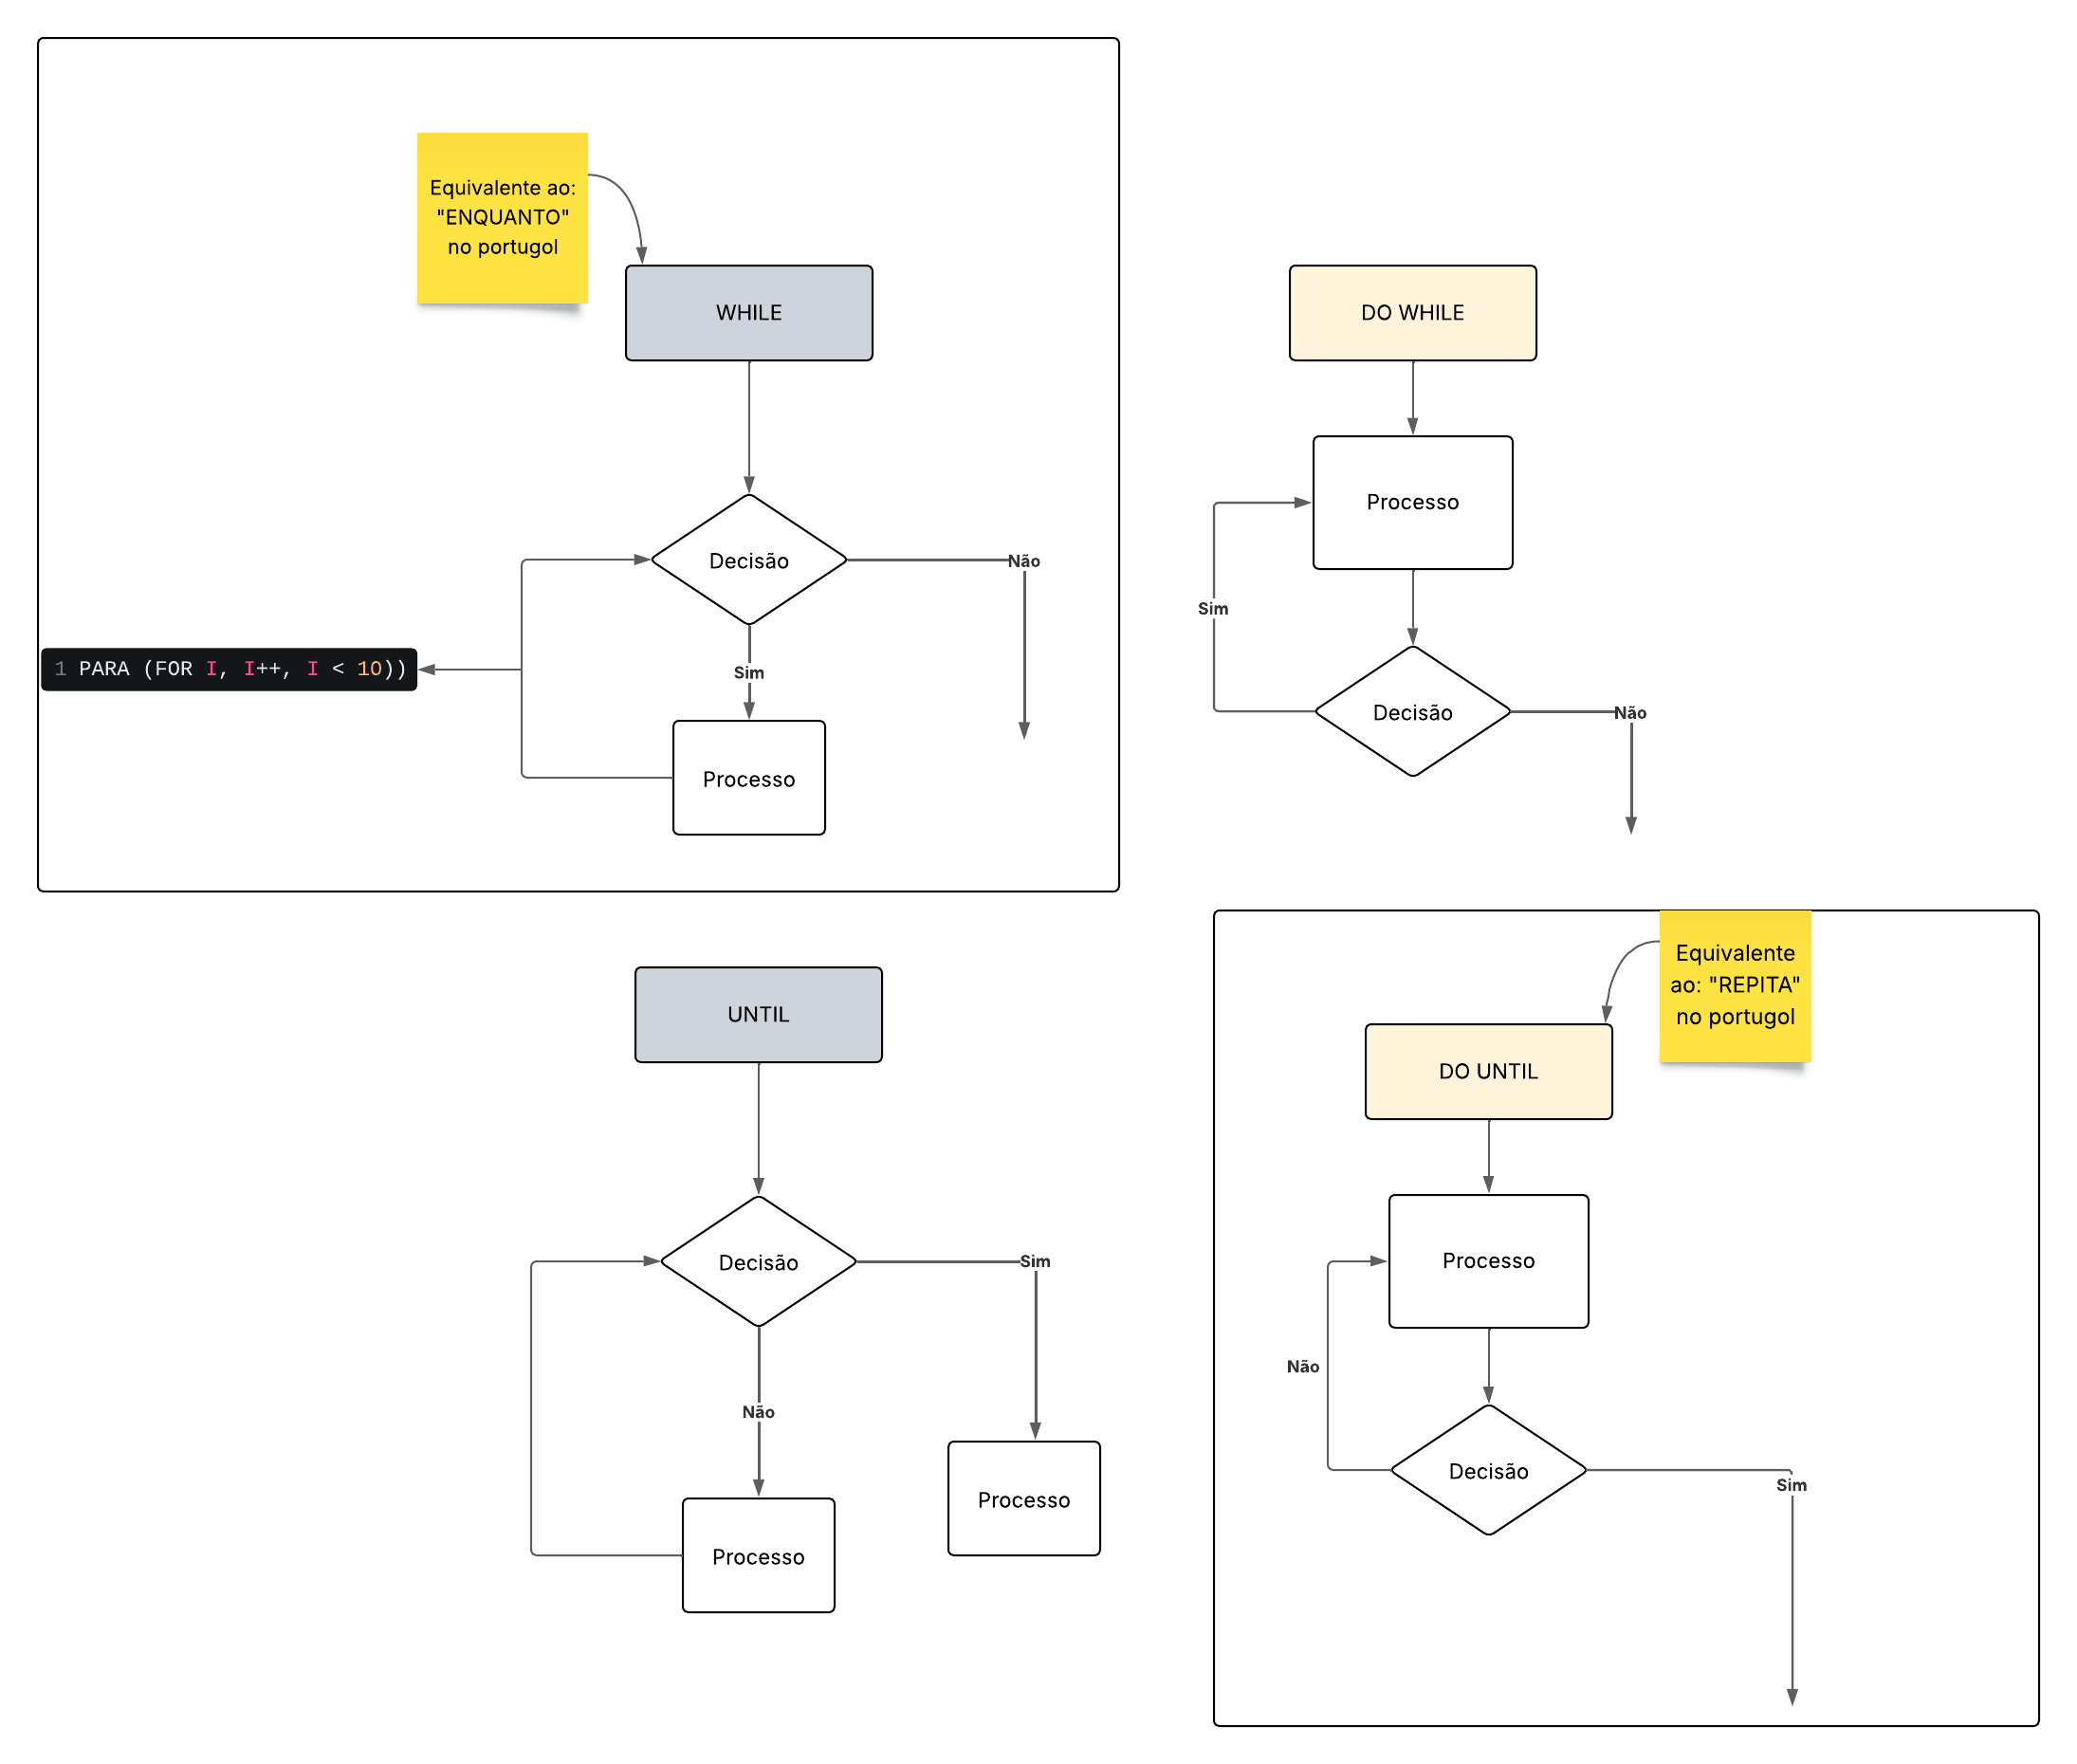 Equivalente ao:
"ENQUANTO"
no portugol
WHILE
Decisão
Não
Sim
1 PARA (FOR I, I++, I < 10))
Processo
DO WHILE
Processo
Sim
Decisão
Não
UNTIL
Decisão
Sim
Não
Processo
Processo
Equivalente
ao: "REPITA"
no portugol
DO UNTIL
Processo
Não
Decisão
Sim